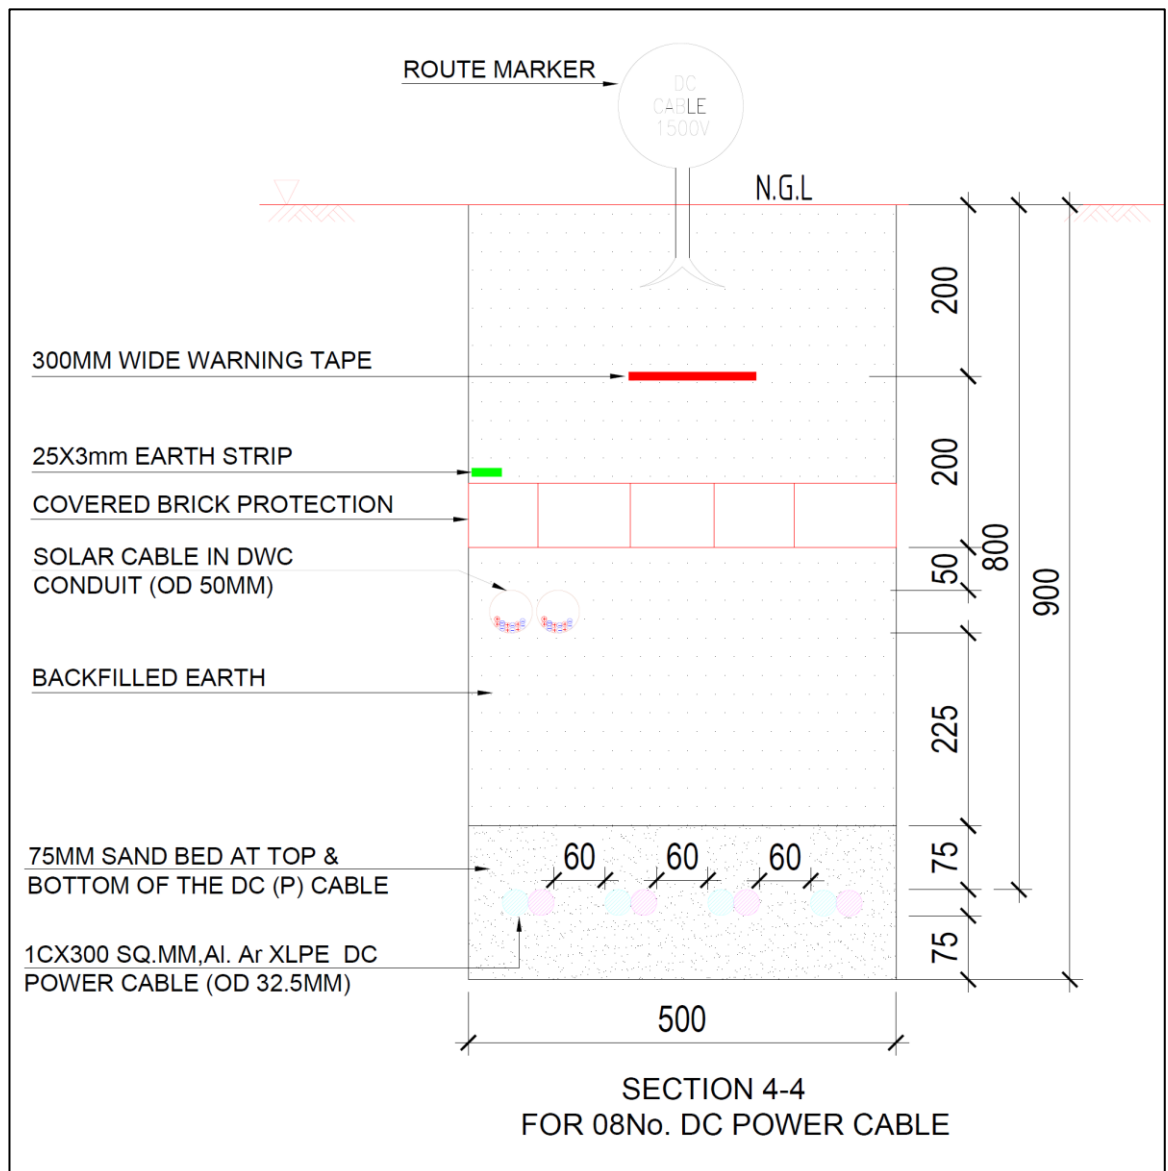 ROUTE MARKER
DC
CABLE
1500V
N.G.L
200
300MM WIDE WARNING TAPE
200
25X3mm EARTH STRIP
COVERED BRICK PROTECTION
SOLAR CABLE IN DWC
CONDUIT (OD 50MM)
50
800
900
BACKFILLED EARTH
225
75MM SAND BED AT TOP &
BOTTOM OF THE DC (P) CABLE
60
60
60
75
1CX300 SQ.MM,Al. Ar XLPE DC
POWER CABLE (OD 32.5MM)
75
500
SECTION 4-4
FOR 08No. DC POWER CABLE